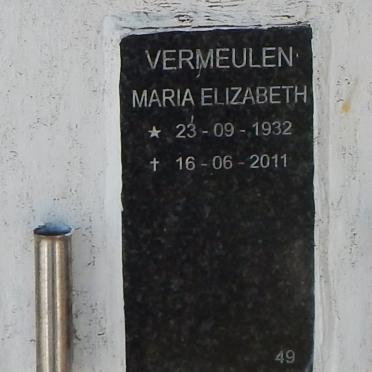 VERMEULEN
MARIA ELIZABETH
★ 23 - 09 - 1932
✝ 16 - 06 - 2011
49